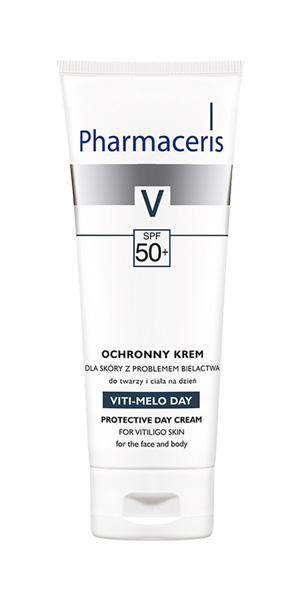 Pharmaceris
V
SPF
50+
OCHRONNY KREM
DLA SKÓRY Z PROBLEMEM BIELACTWA
do twarzy i ciała na dzień
VITI-MELO DAY
PROTECTIVE DAY CREAM
FOR VITILIGO SKIN
for the face and body